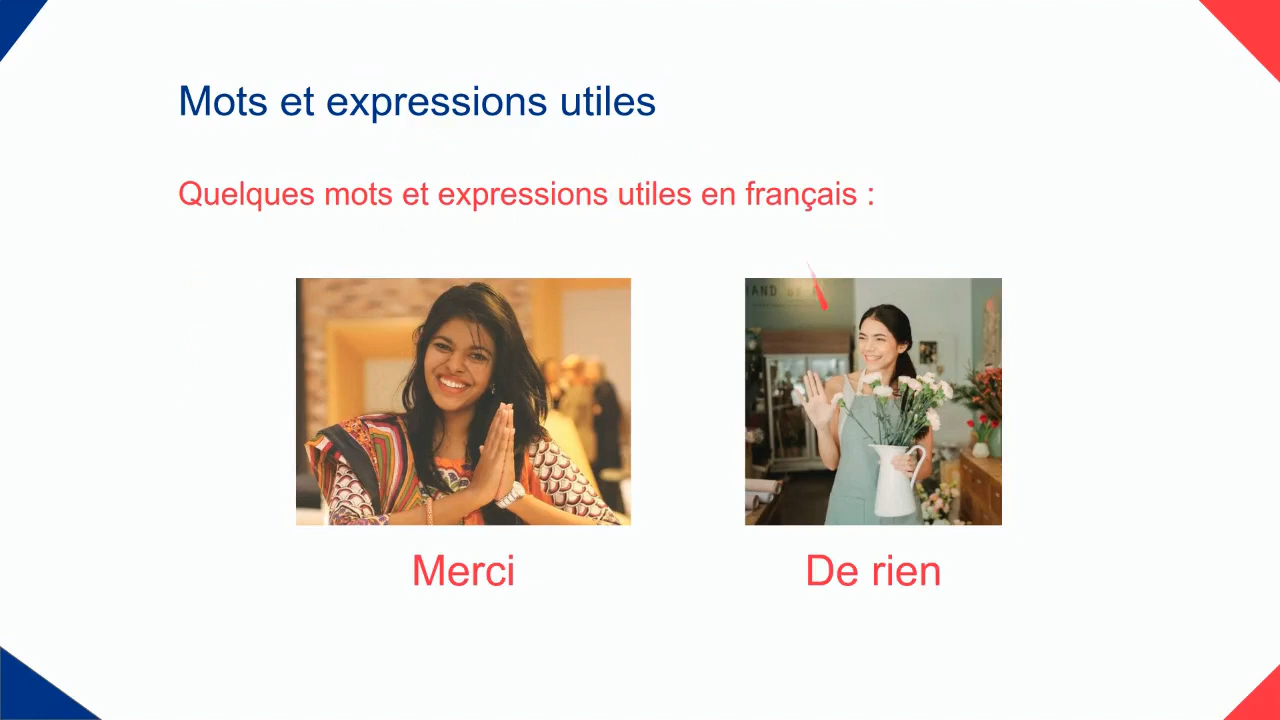 Mots et expressions utiles
Quelques mots et expressions utiles en français :
Merci
De rien